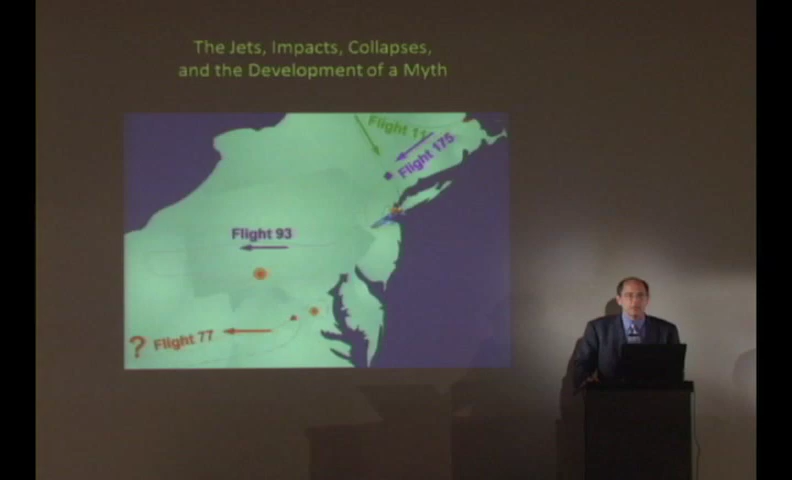 The Jets, Impacts, Collapses,
and the Development of a Myth
Flight 11
Flight 175
Flight 93
? Flight 77